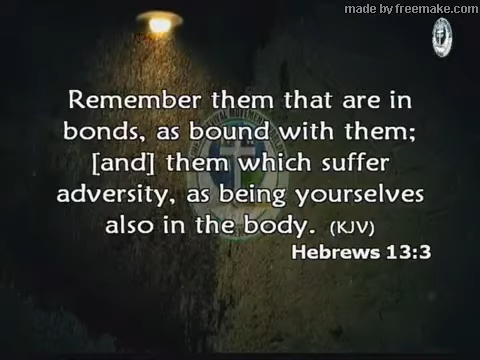 made by freemake.com
Remember them that are in
bonds, as bound with them;
[and] them which suffer
adversity, as being yourselves
also in the body. (KJV)
Hebrews 13:3